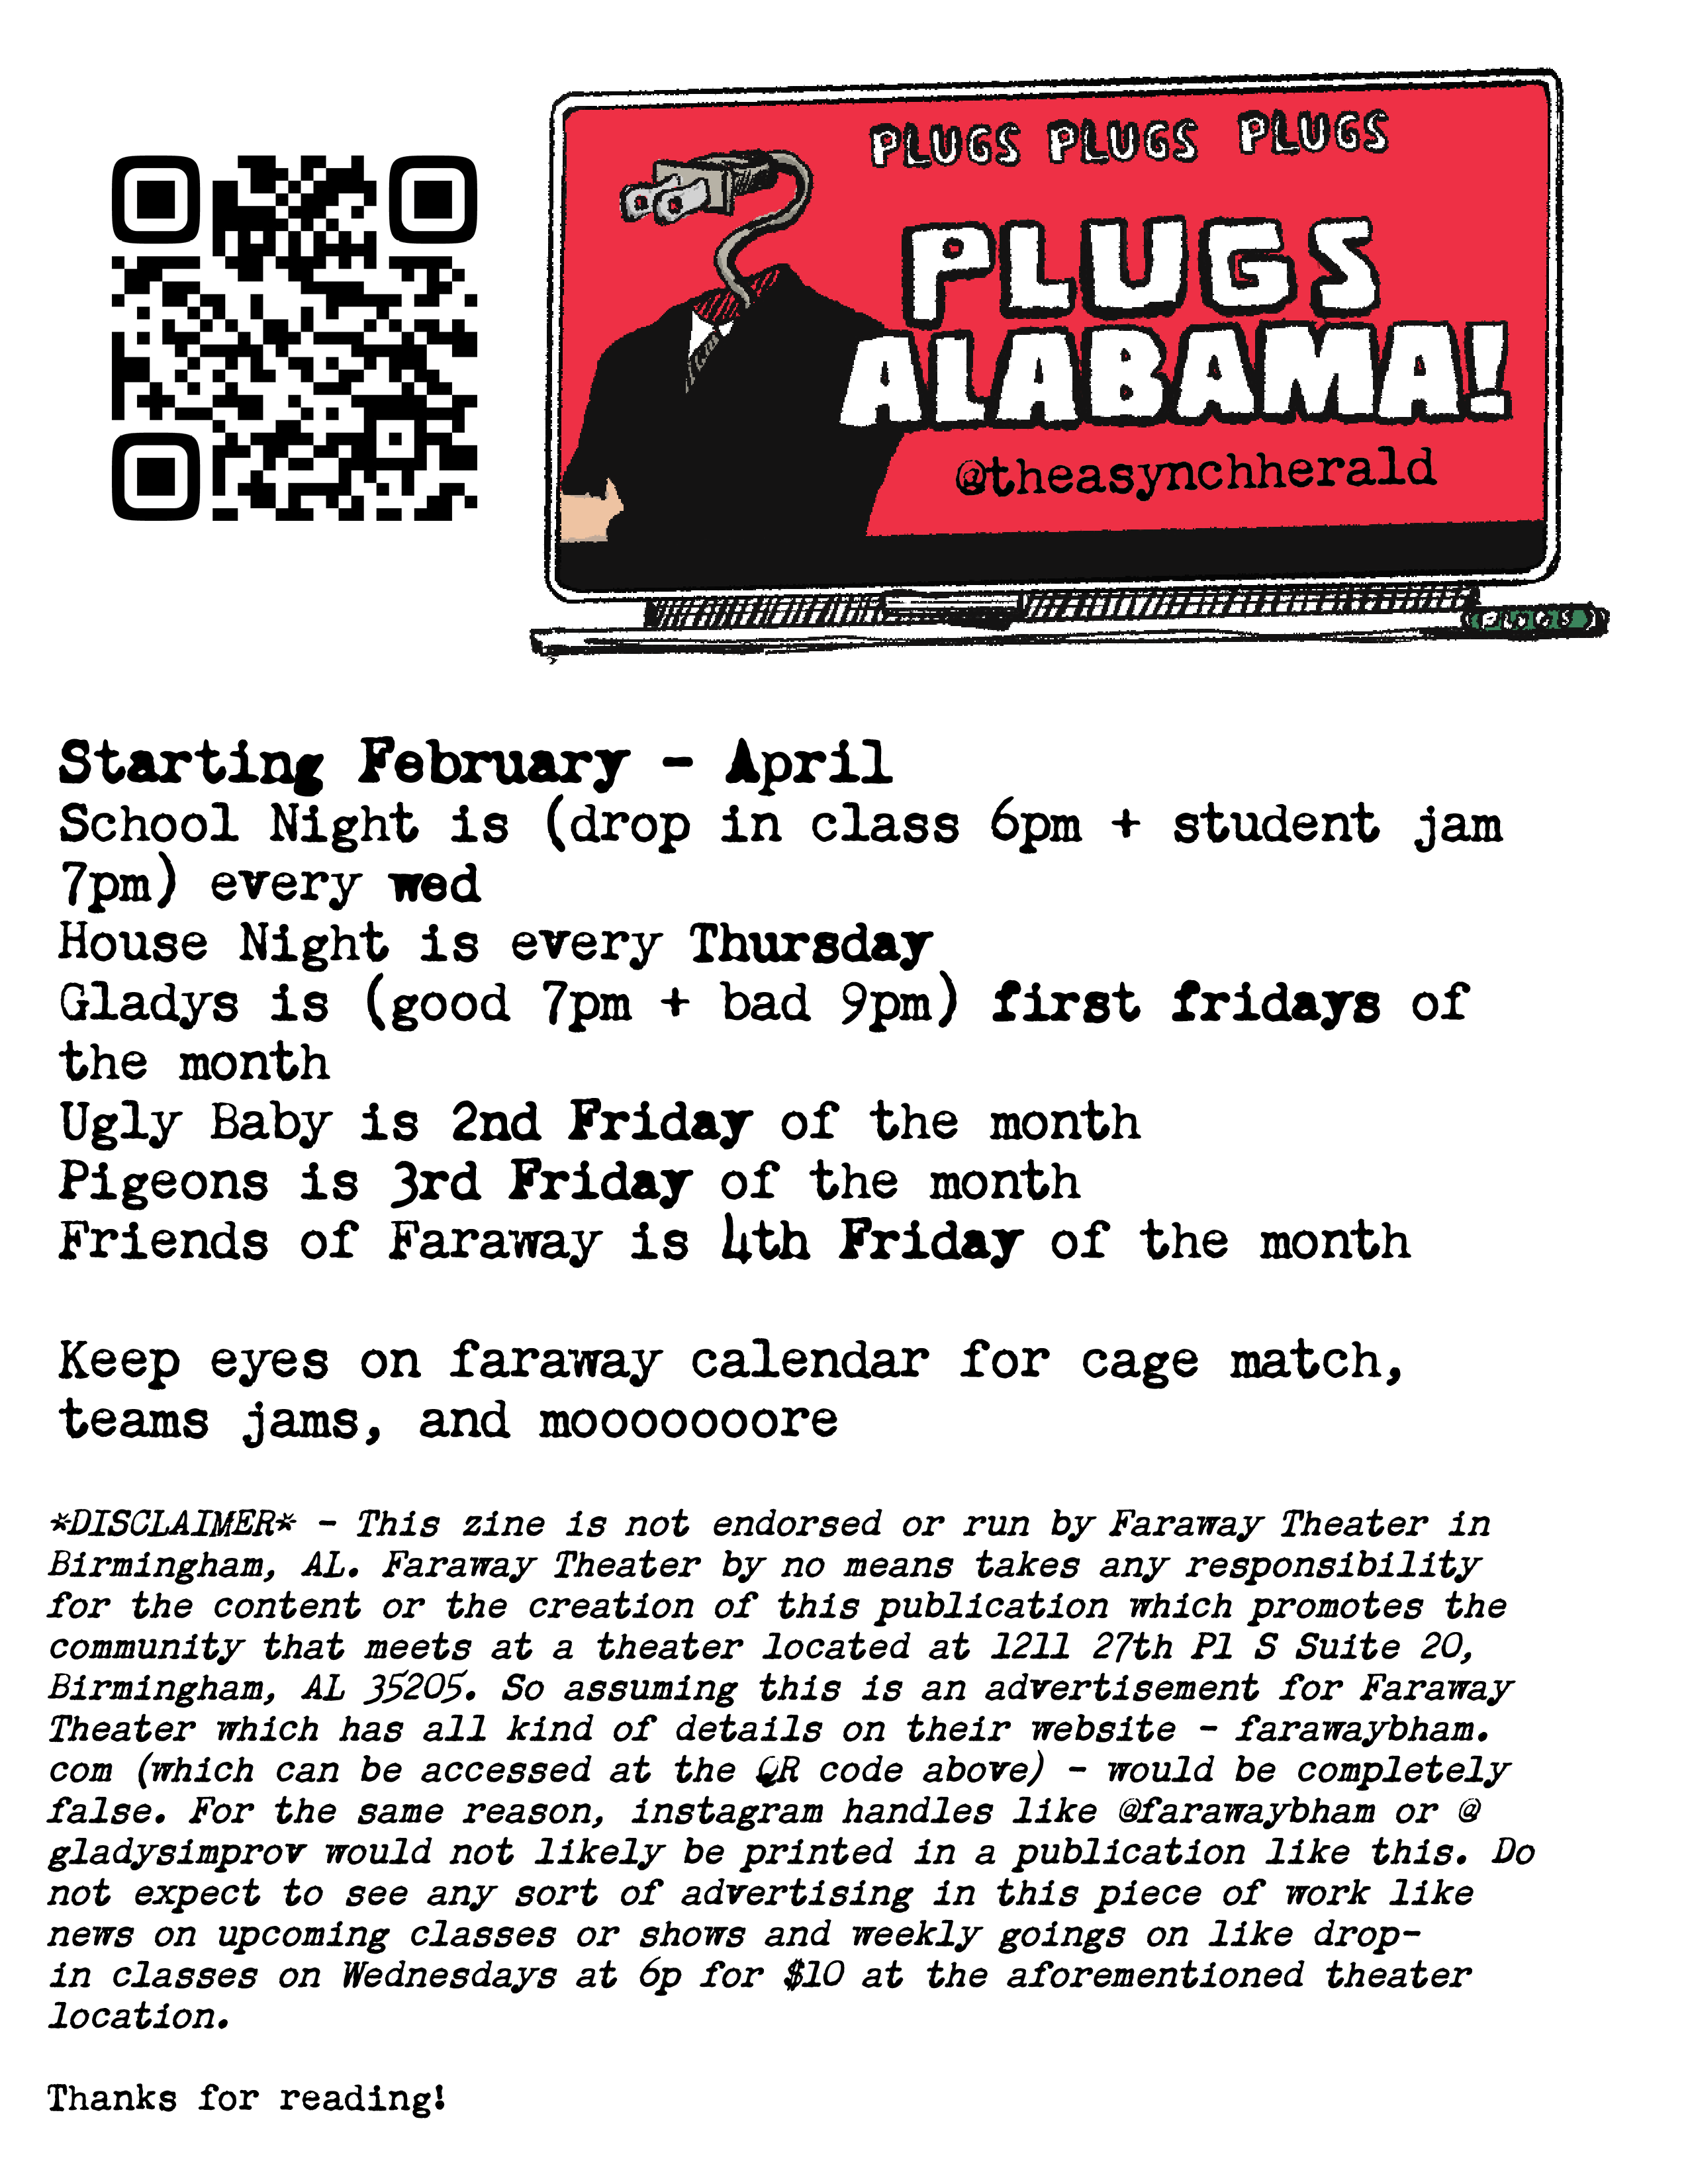 PLUGS PLUGS PLUGS
PLUGS
ALABAMA!
@theasynchherald
PLUGS
Starting February - April
School Night is (drop in class 6pm + student jam
7pm) every wed
House Night is every Thursday
Gladys is (good 7pm + bad 9pm) first fridays of
the month
Ugly Baby is 2nd Friday of the month
Pigeons is 3rd Friday of the month
Friends of Faraway is 4th Friday of the month
Keep eyes on faraway calendar for cage match,
teams jams, and moooooooore
*DISCLAIMER* - This zine is not endorsed or run by Faraway Theater in
Birmingham, AL. Faraway Theater by no means takes any responsibility
for the content or the creation of this publication which promotes the
community that meets at a theater located at 1211 27th Pl S Suite 20,
Birmingham, AL 35205. So assuming this is an advertisement for Faraway
Theater which has all kind of details on their website - farawaybham.
com (which can be accessed at the QR code above) - would be completely
false. For the same reason, instagram handles like @farawaybham or @
gladysimprov would not likely be printed in a publication like this. Do
not expect to see any sort of advertising in this piece of work like
news on upcoming classes or shows and weekly goings on like drop-
in classes on Wednesdays at 6p for $10 at the aforementioned theater
location.
Thanks for reading!